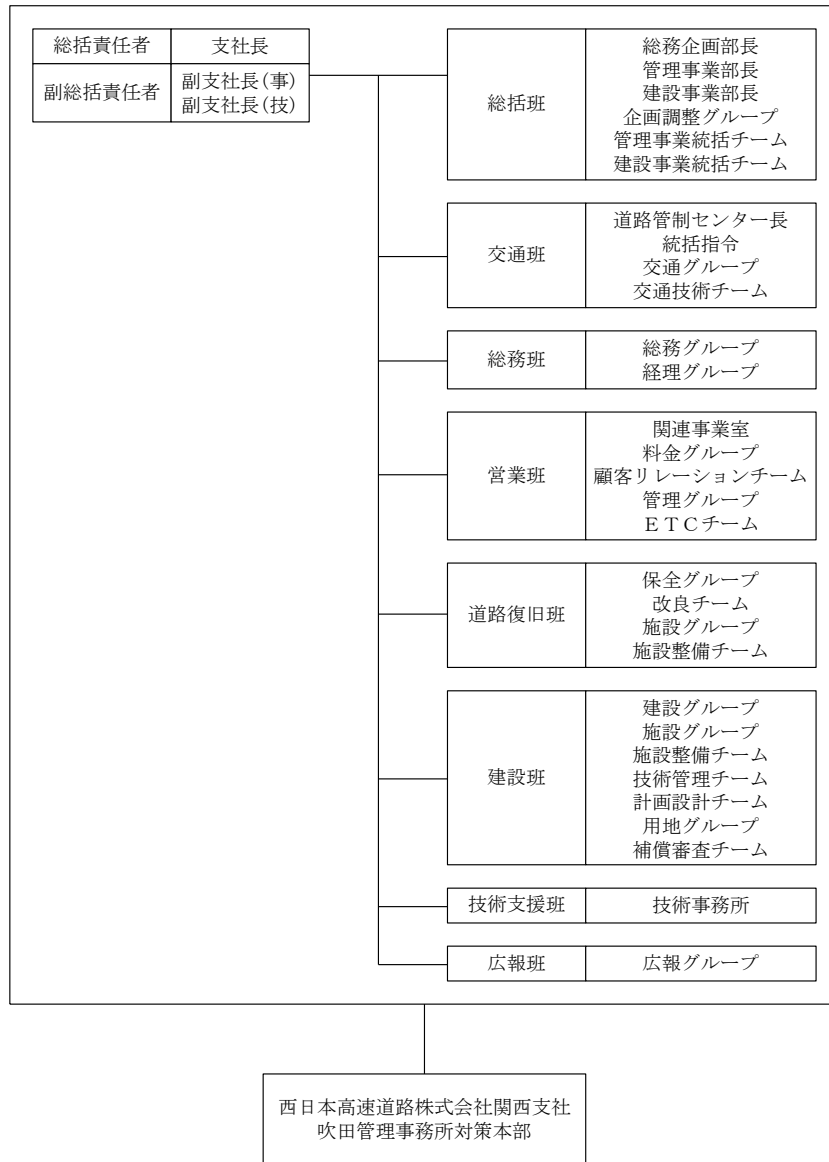 総括責任者 支社長
副総括責任者 副支社長(事)
副支社長(技)
総括班
総務企画部長
管理事業部長
建設事業部長
企画調整グループ
管理事業統括チーム
建設事業統括チーム
交通班
道路管制センター長
統括指令
交通グループ
交通技術チーム
総務班
総務グループ
経理グループ
営業班
関連事業室
料金グループ
顧客リレーションチーム
管理グループ
ＥＴＣチーム
道路復旧班
保全グループ
改良チーム
施設グループ
施設整備チーム
建設班
建設グループ
施設グループ
施設整備チーム
技術管理チーム
計画設計チーム
用地グループ
補償審査チーム
技術支援班 技術事務所
広報班 広報グループ
西日本高速道路株式会社関西支社
吹田管理事務所対策本部